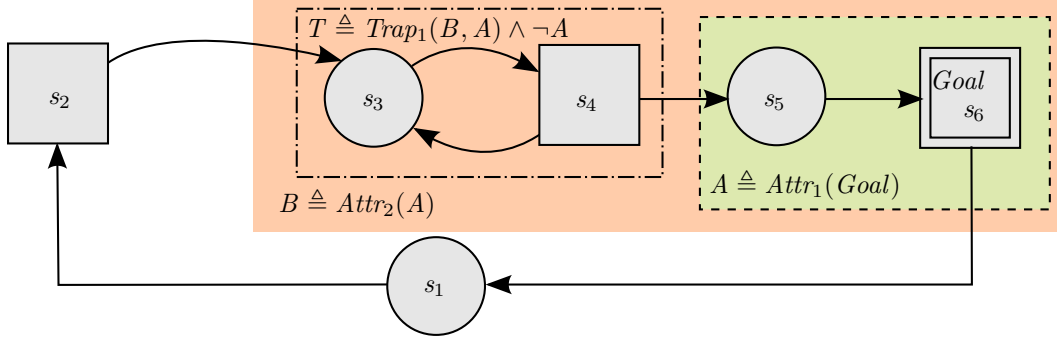 T ≜ Trap₁(B, A) ∧ ¬A
s₂
s₃
s₄
s₅
Goal
s₆
A ≜ Attr₁(Goal)
B ≜ Attr₂(A)
s₁